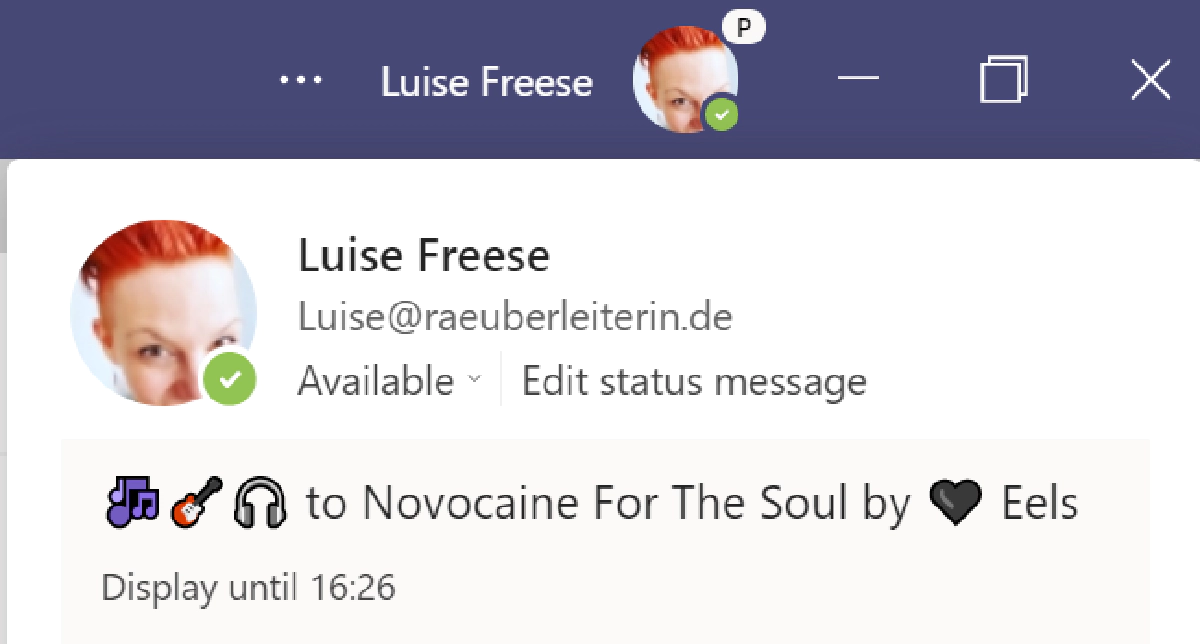 P
Luise Freese
Luise Freese
Luise@raeuberleiterin.de
Available
Edit status message
🎶🎸🎧 to Novocaine For The Soul by 🖤 Eels
Display until 16:26